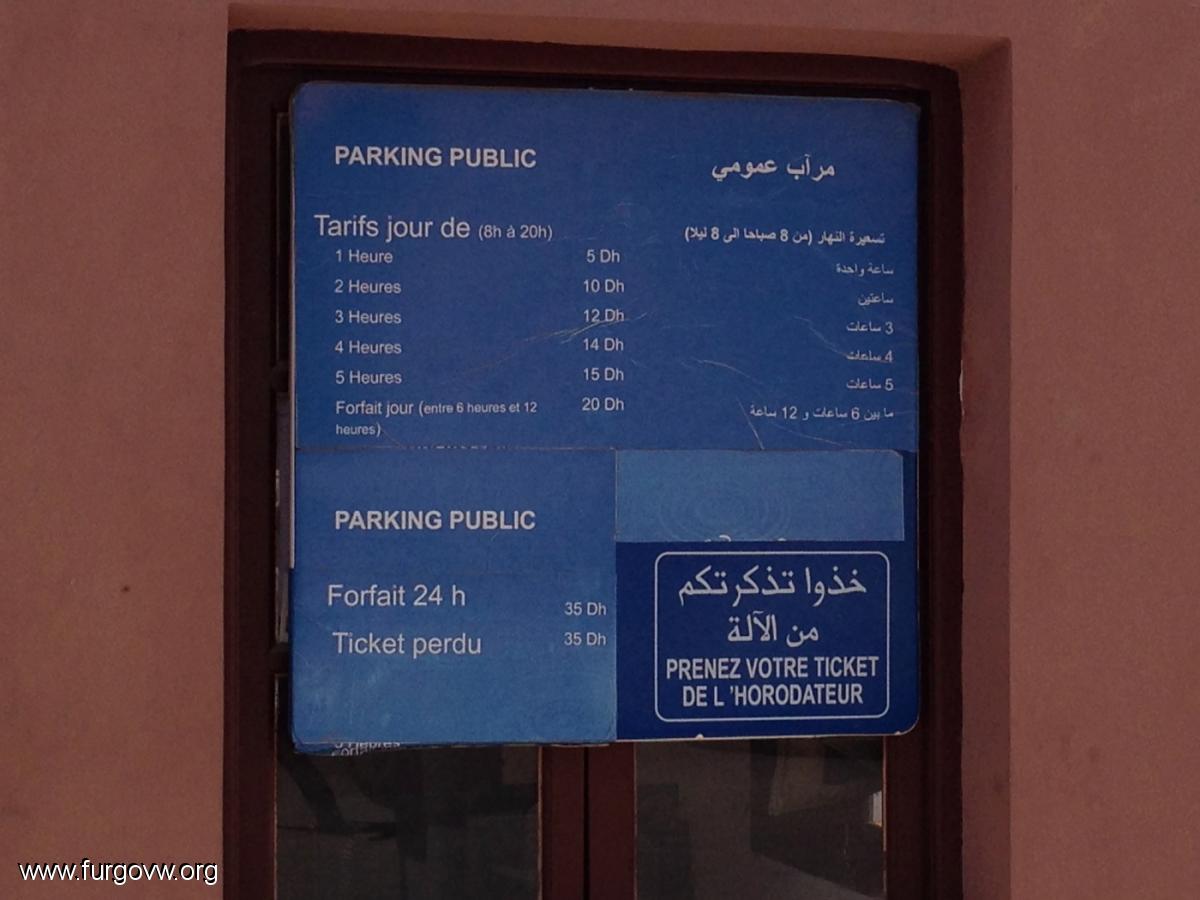 PARKING PUBLIC
مرآب عمومي
Tarifs jour de (8h à 20h)
تسعيرة النهار (من 8 صباحا الى 8 ليلا)
1 Heure 5 Dh ساعة واحدة
2 Heures 10 Dh ساعتين
3 Heures 12 Dh 3 ساعات
4 Heures 14 Dh 4 ساعات
5 Heures 15 Dh 5 ساعات
Forfait jour (entre 6 heures et 12 20 Dh ما بين 6 ساعات و 12 ساعة
heures)
PARKING PUBLIC
Forfait 24 h 35 Dh
Ticket perdu 35 Dh
خذوا تذكرتكم
من الآلة
PRENEZ VOTRE TICKET
DE L 'HORODATEUR
www.furgovw.org